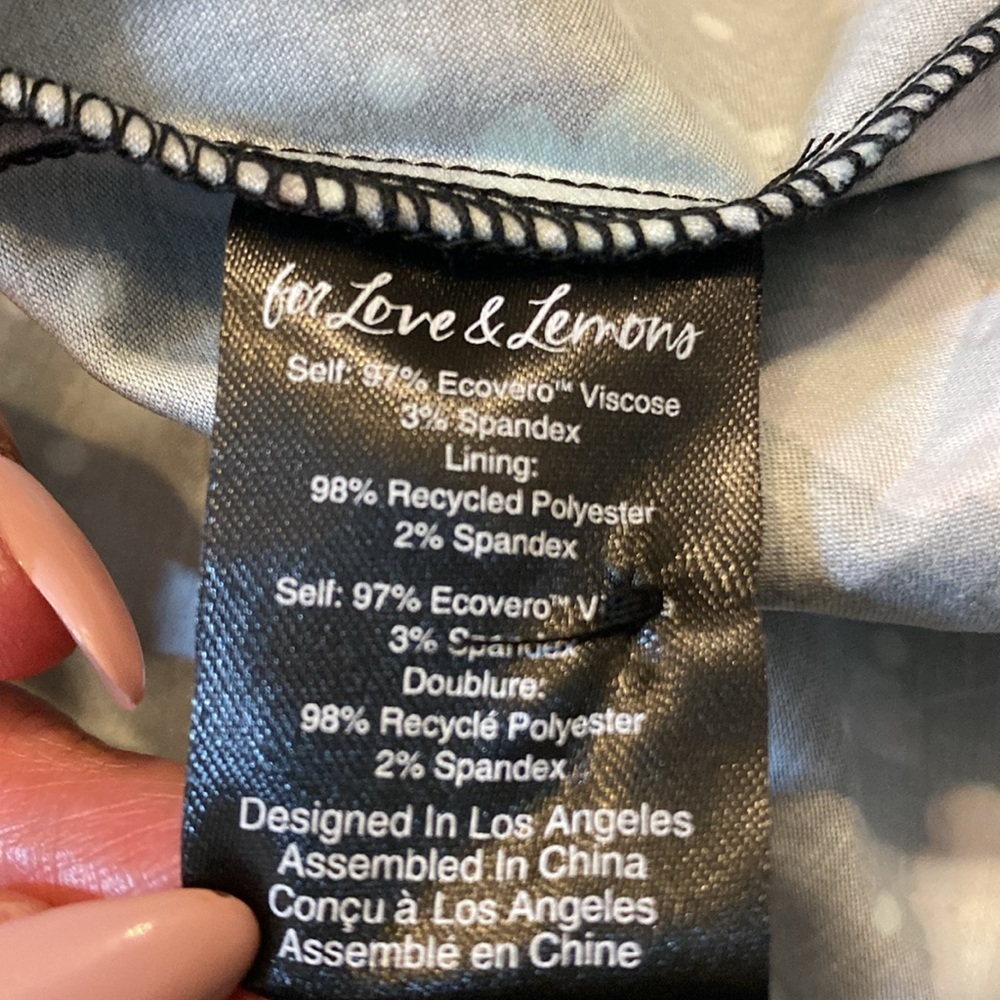 for Love & Lemons
Self: 97% Ecovero™ Viscose
3% Spandex
Lining:
98% Recycled Polyester
2% Spandex
Self: 97% Ecovero™
3% Spandex
Doublure:
98% Recyclé Polyester
2% Spandex
Designed In Los Angeles
Assembled In China
Conçu à Los Angeles
Assemblé en Chine